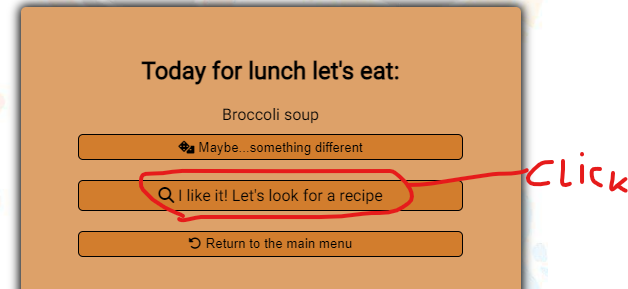 Today for lunch let's eat:
Broccoli soup
Maybe...something different
I like it! Let's look for a recipe
Click
Return to the main menu